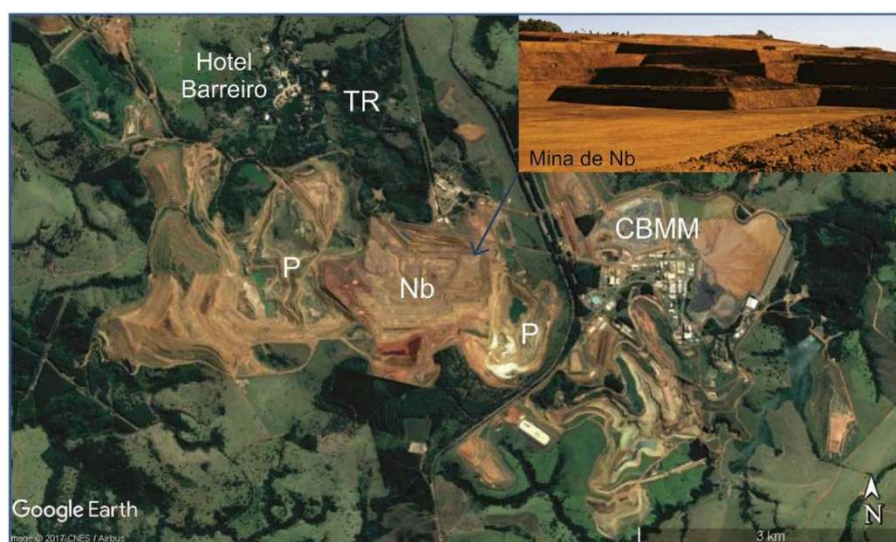 Hotel
Barreiro
TR
Mina de Nb
CBMM
P
Nb
P
Google Earth
Image © 2017 CNES / Airbus
N
3 km